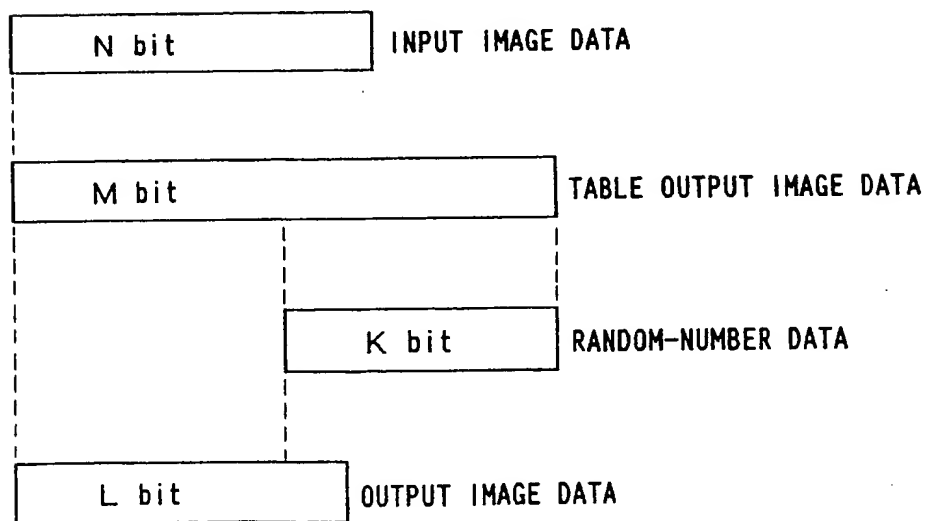 N bit INPUT IMAGE DATA
M bit TABLE OUTPUT IMAGE DATA
K bit RANDOM-NUMBER DATA
L bit OUTPUT IMAGE DATA